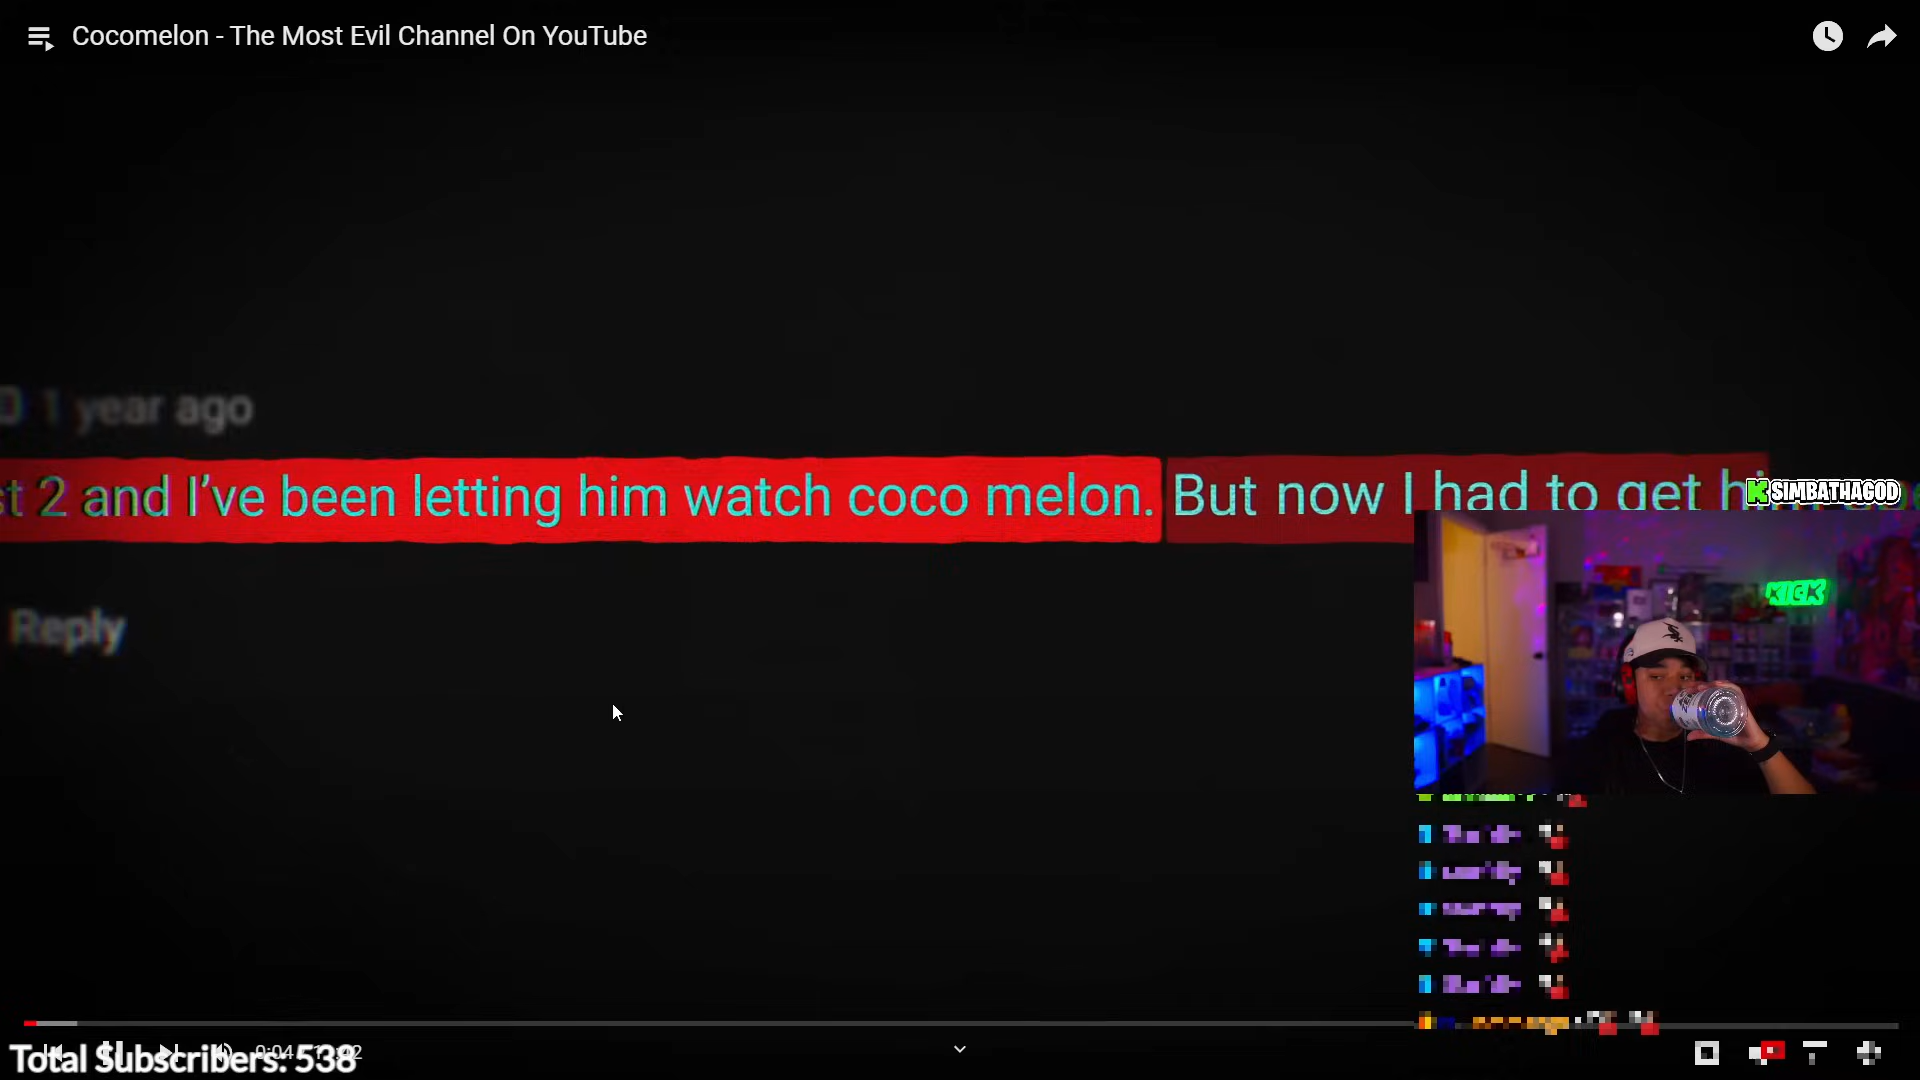 Cocomelon - The Most Evil Channel On YouTube
1 year ago
st 2 and I've been letting him watch coco melon. But now I had to get
SIMBATHAGOD
KICK
Reply
Total Subscribers: 538